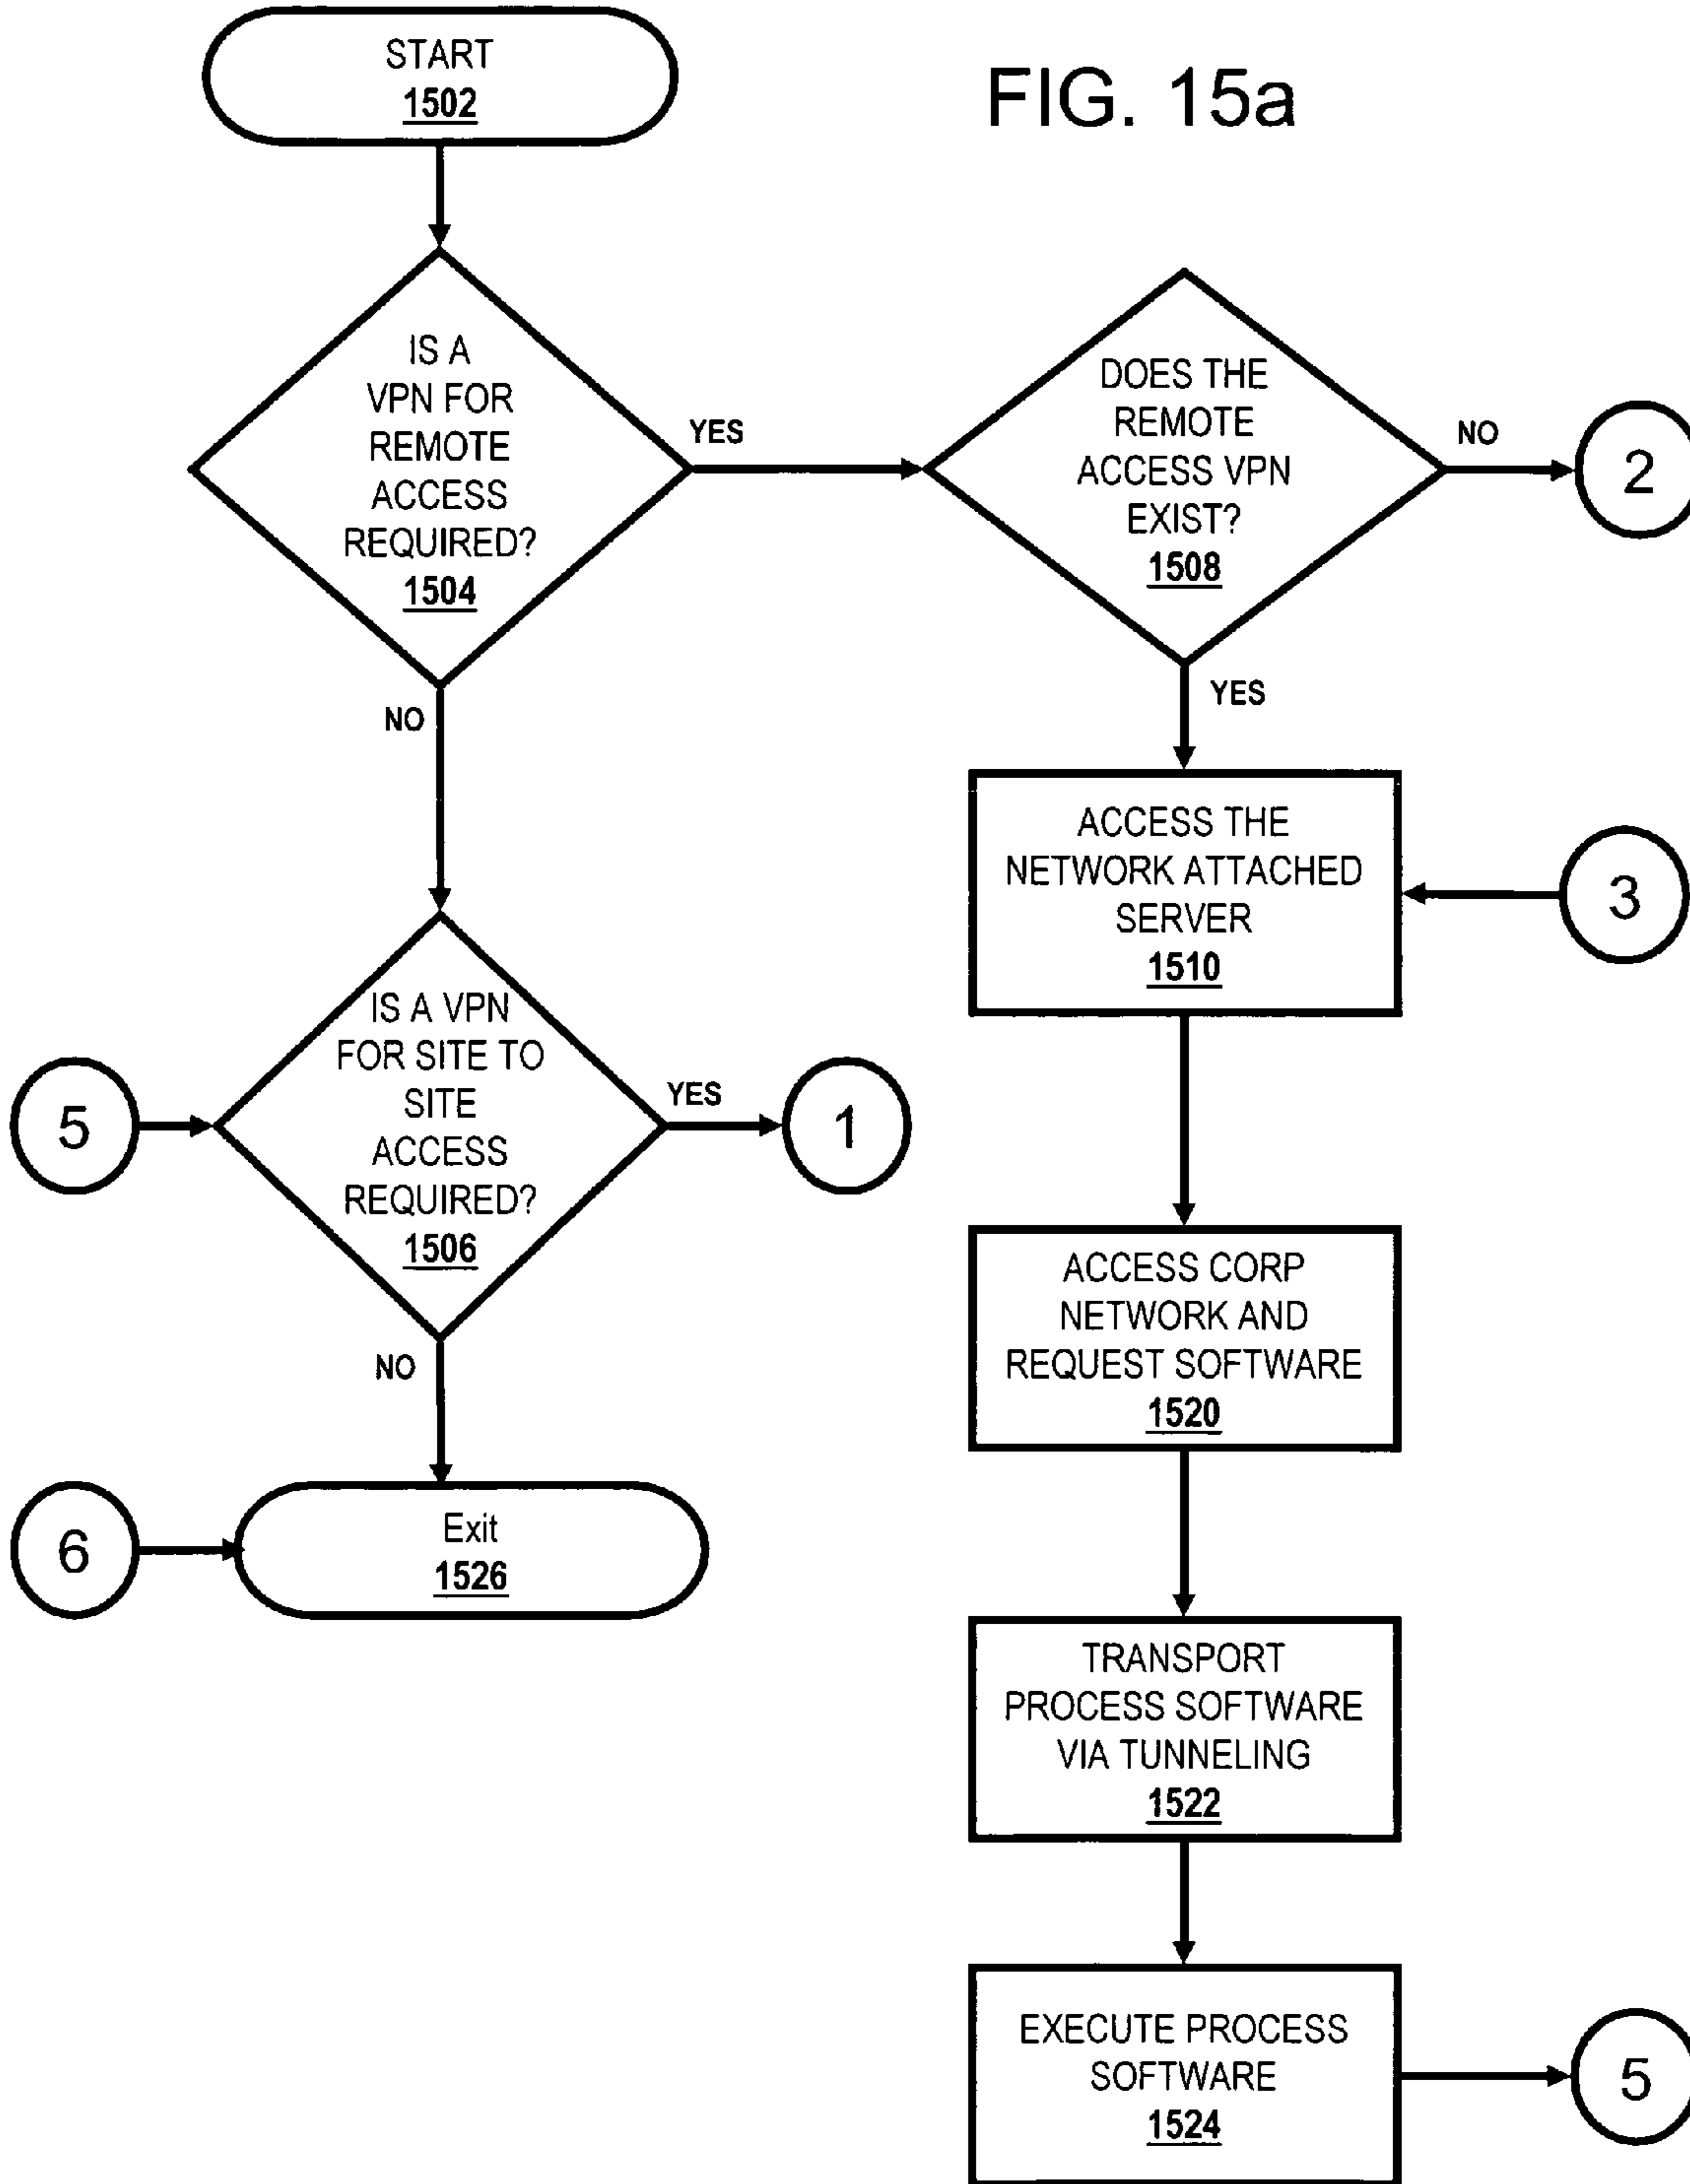 FIG. 15a
START
1502
IS A
VPN FOR
REMOTE
ACCESS
REQUIRED?
1504
YES
NO
DOES THE
REMOTE
ACCESS VPN
EXIST?
1508
NO
2
YES
ACCESS THE
NETWORK ATTACHED
SERVER
1510
3
5
IS A VPN
FOR SITE TO
SITE
ACCESS
REQUIRED?
1506
YES
1
NO
ACCESS CORP
NETWORK AND
REQUEST SOFTWARE
1520
6
Exit
1526
TRANSPORT
PROCESS SOFTWARE
VIA TUNNELING
1522
EXECUTE PROCESS
SOFTWARE
1524
5